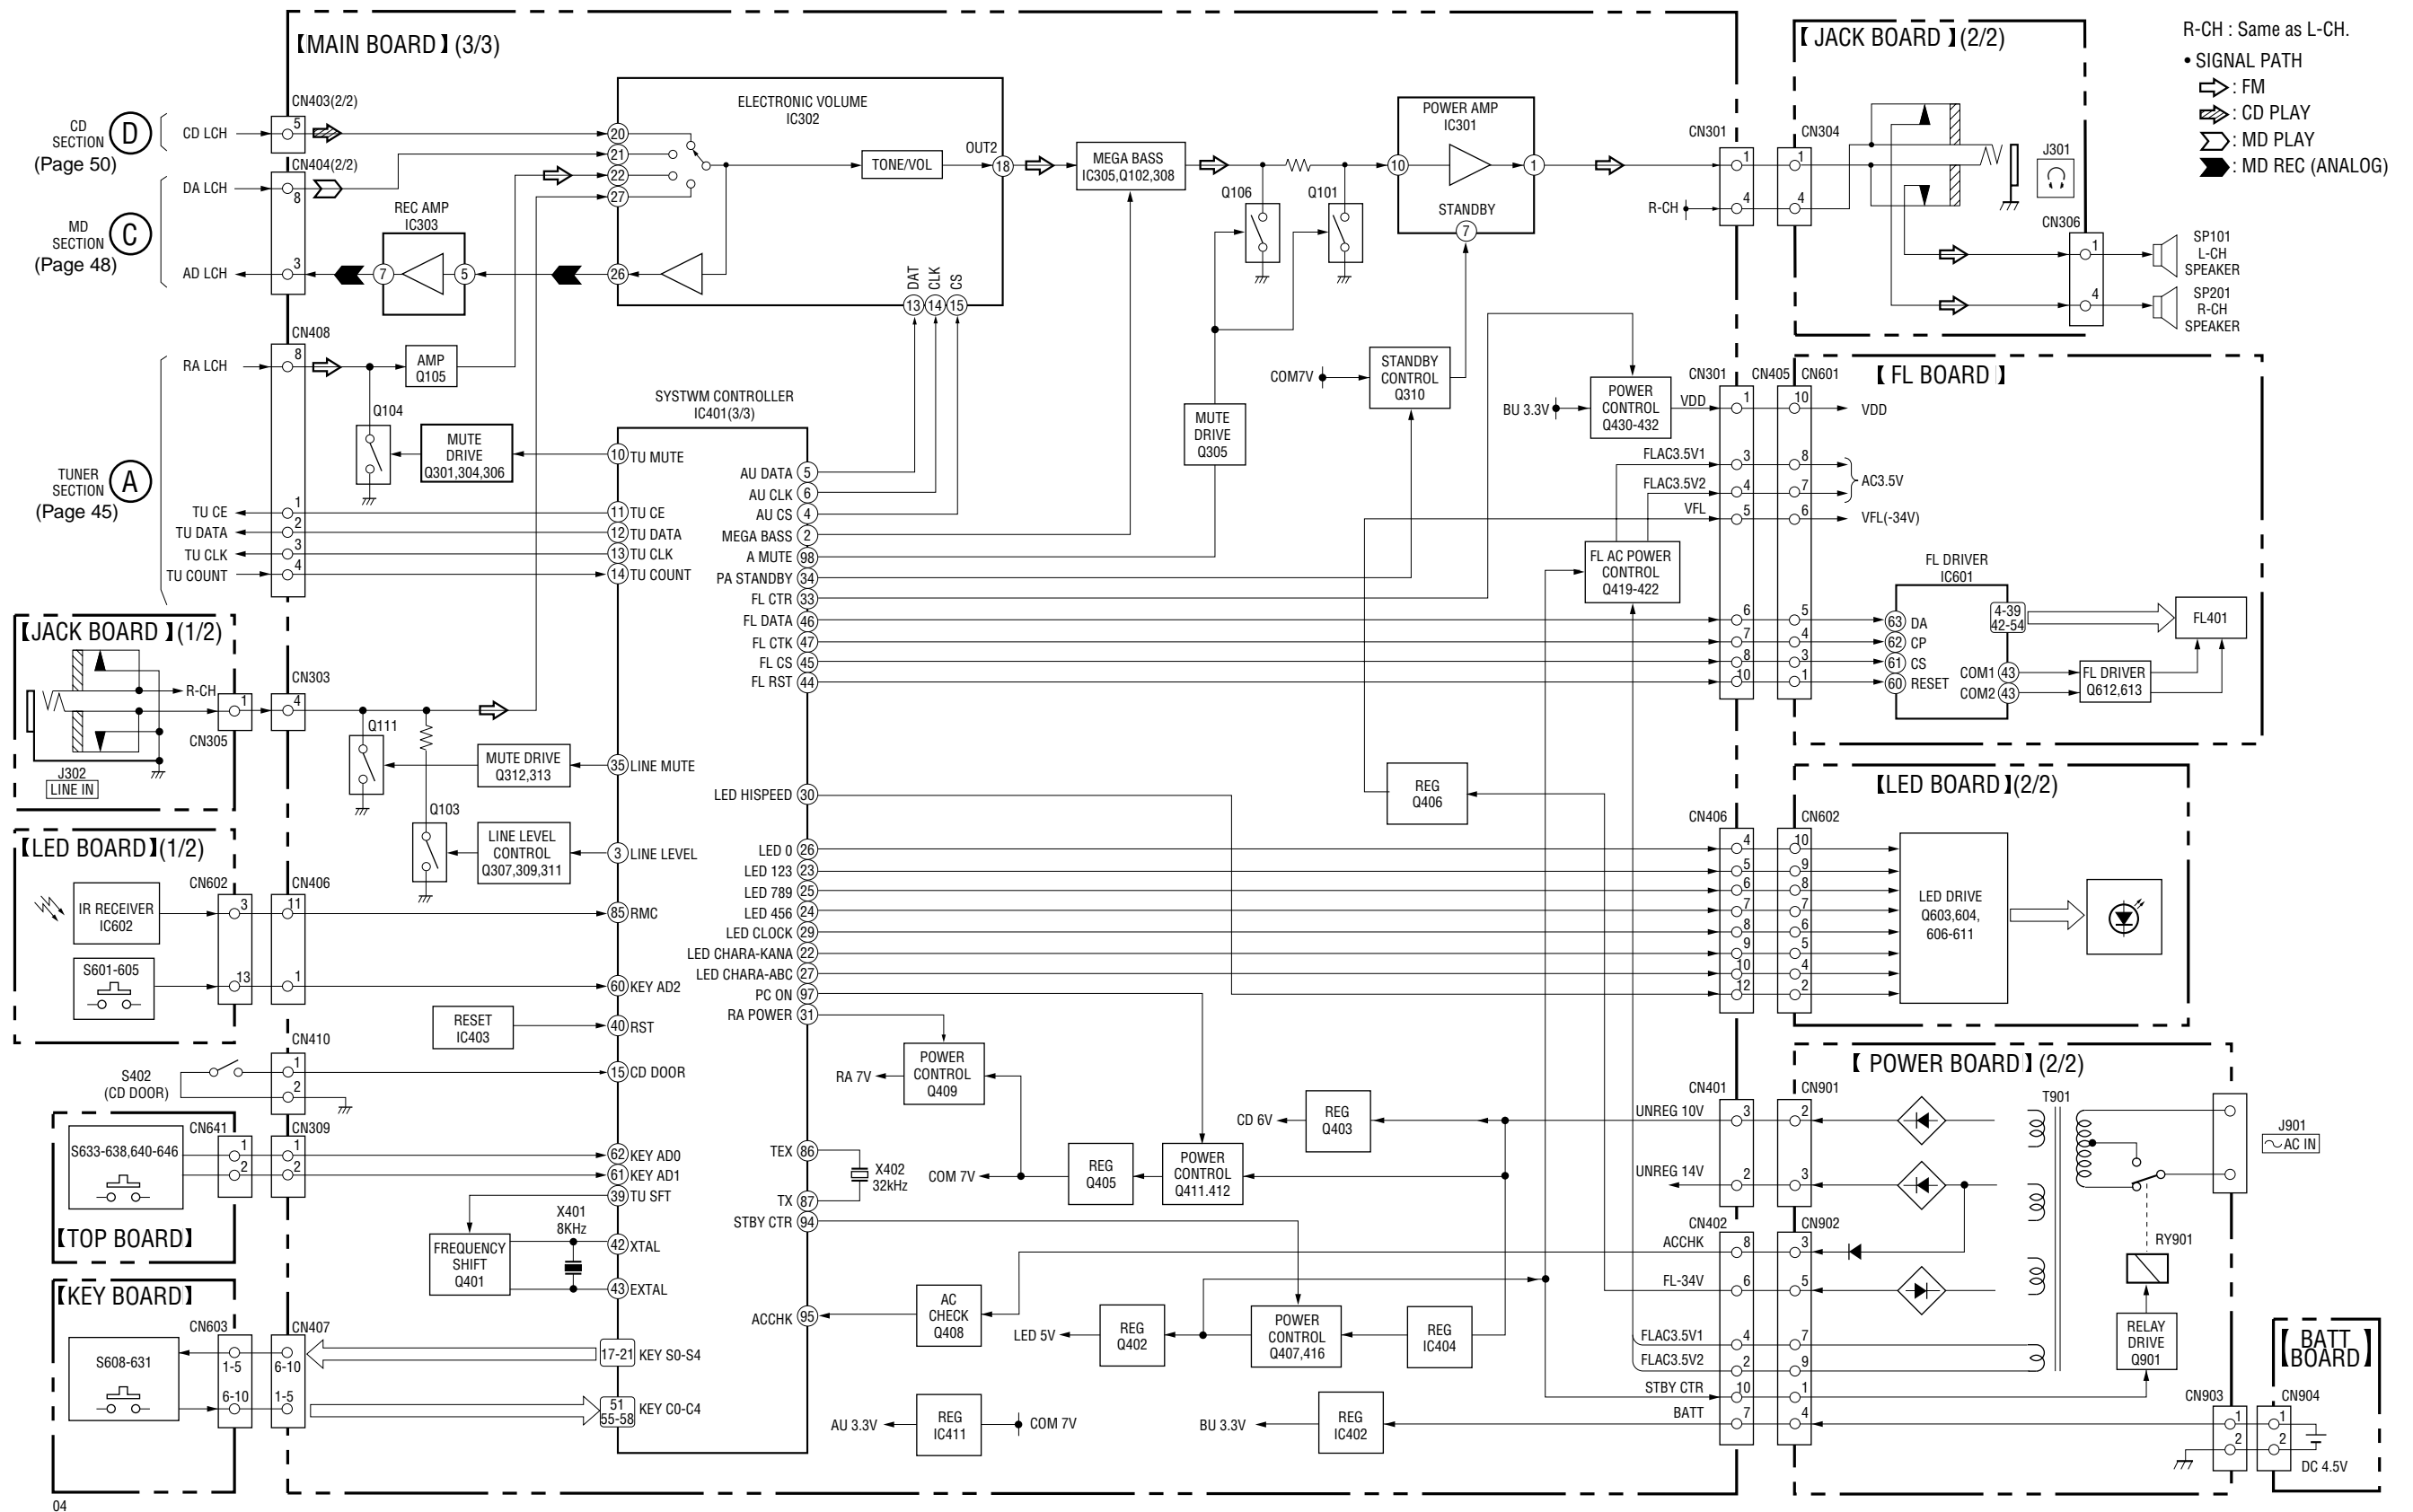 【MAIN BOARD】(3/3)
【JACK BOARD】(2/2)
R-CH : Same as L-CH.
• SIGNAL PATH
: FM
: CD PLAY
: MD PLAY
: MD REC (ANALOG)
CD
SECTION
D
(Page 50)
CD LCH
CN403(2/2)
5
CN404(2/2)
DA LCH
8
MD
SECTION
C
(Page 48)
AD LCH
3
REC AMP
IC303
7
5
ELECTRONIC VOLUME
IC302
20
21
22
27
26
TONE/VOL
OUT2
18
DAT
CLK
CS
13
14
15
MEGA BASS
IC305,Q102,308
Q106
Q101
POWER AMP
IC301
10
1
STANDBY
7
CN301
1
4
R-CH
CN304
1
4
J301
CN306
1
4
SP101
L-CH
SPEAKER
SP201
R-CH
SPEAKER
CN408
RA LCH
8
AMP
Q105
Q104
MUTE
DRIVE
Q301,304,306
TUNER
SECTION
A
(Page 45)
TU CE
1
TU DATA
2
TU CLK
3
TU COUNT
4
SYSTWM CONTROLLER
IC401(3/3)
10 TU MUTE
11 TU CE
12 TU DATA
13 TU CLK
14 TU COUNT
AU DATA 5
AU CLK 6
AU CS 4
MEGA BASS 2
A MUTE 98
PA STANDBY 34
FL CTR 33
FL DATA 46
FL CTK 47
FL CS 45
FL RST 44
MUTE
DRIVE
Q305
COM7V
STANDBY
CONTROL
Q310
BU 3.3V
POWER
CONTROL
Q430-432
VDD
FLAC3.5V1
FLAC3.5V2
VFL
FL AC POWER
CONTROL
Q419-422
CN301
1
3
4
5
6
7
8
10
CN405
CN601
10
8
7
6
5
4
3
1
【FL BOARD】
VDD
AC3.5V
VFL(-34V)
FL DRIVER
IC601
63 DA
62 CP
61 CS
60 RESET
4-39
42-54
COM1 43
COM2 43
FL DRIVER
Q612,613
FL401
【JACK BOARD】(1/2)
R-CH
1
CN305
J302
LINE IN
CN303
4
Q111
MUTE DRIVE
Q312,313
Q103
LINE LEVEL
CONTROL
Q307,309,311
35 LINE MUTE
3 LINE LEVEL
LED HISPEED 30
LED 0 26
LED 123 23
LED 789 25
LED 456 24
LED CLOCK 29
LED CHARA-KANA 22
LED CHARA-ABC 27
PC ON 97
RA POWER 31
REG
Q406
CN406
4
5
6
7
8
9
10
12
CN602
10
9
8
7
6
5
4
2
【LED BOARD】(2/2)
LED DRIVE
Q603,604,
606-611
【LED BOARD】(1/2)
IR RECEIVER
IC602
S601-605
CN602
3
13
CN406
11
1
85 RMC
60 KEY AD2
RESET
IC403
40 RST
S402
(CD DOOR)
CN410
1
2
15 CD DOOR
S633-638,640-646
【TOP BOARD】
CN641
1
2
CN309
1
2
62 KEY AD0
61 KEY AD1
39 TU SFT
FREQUENCY
SHIFT
Q401
X401
8KHz
42 XTAL
43 EXTAL
【KEY BOARD】
S608-631
CN603
1-5
6-10
CN407
6-10
1-5
17-21 KEY S0-S4
51
55-58
KEY C0-C4
TEX 86
X402
32kHz
TX 87
STBY CTR 94
ACCHK 95
RA 7V
POWER
CONTROL
Q409
CD 6V
REG
Q403
COM 7V
REG
Q405
POWER
CONTROL
Q411.412
AC
CHECK
Q408
LED 5V
REG
Q402
POWER
CONTROL
Q407,416
REG
IC404
AU 3.3V
REG
IC411
COM 7V
BU 3.3V
REG
IC402
UNREG 10V
UNREG 14V
ACCHK
FL-34V
FLAC3.5V1
FLAC3.5V2
STBY CTR
BATT
CN401
3
2
CN402
8
6
4
2
10
7
CN901
2
3
CN902
3
5
7
9
1
4
【POWER BOARD】(2/2)
T901
J901
AC IN
RY901
RELAY
DRIVE
Q901
CN903
1
2
CN904
1
2
【BATT
BOARD】
DC 4.5V
04